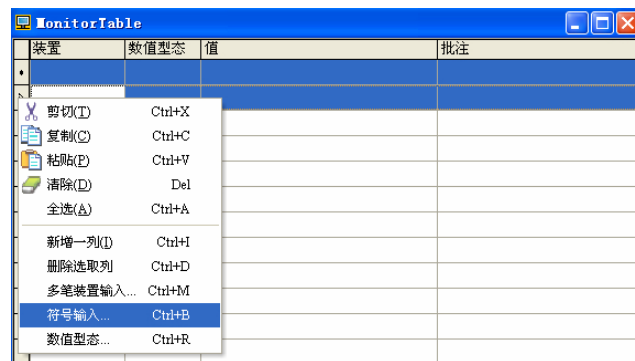 MonitorTable
装置 数值型态 值 批注
剪切(T) Ctrl+X
复制(C) Ctrl+C
粘贴(P) Ctrl+V
清除(D) Del
全选(A) Ctrl+A
新增一列(I) Ctrl+I
删除选取列 Ctrl+D
多笔装置输入... Ctrl+M
符号输入... Ctrl+B
数值型态... Ctrl+R